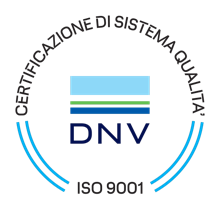 CERTIFICAZIONE DI SISTEMA QUALITA'
DNV
ISO 9001